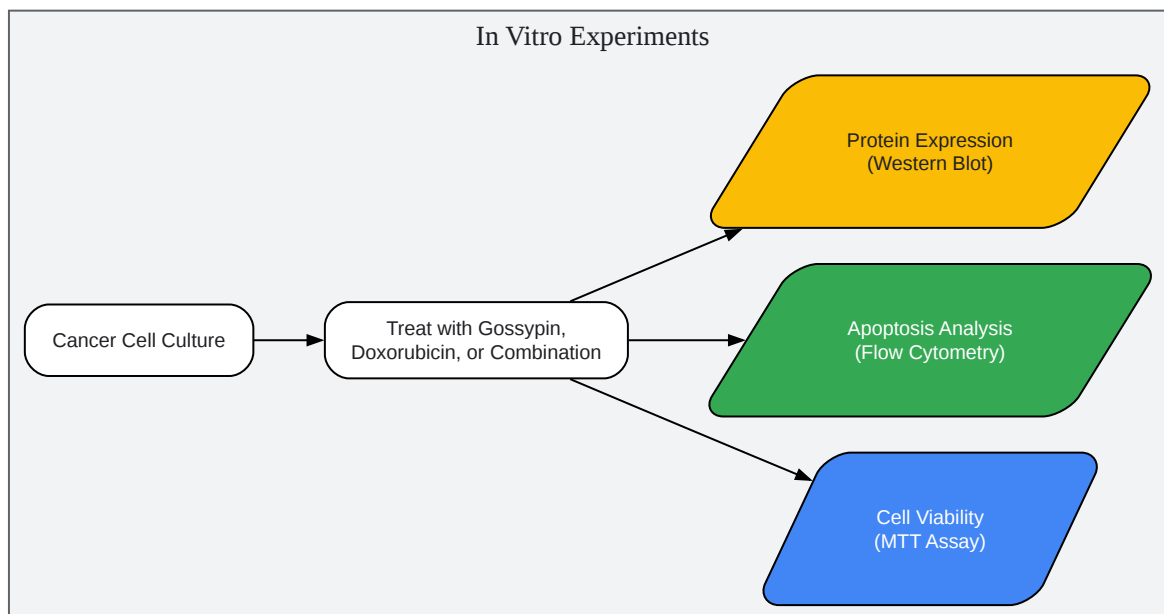 In Vitro Experiments
Protein Expression
(Western Blot)
Cancer Cell Culture
Treat with Gossypin,
Doxorubicin, or Combination
Apoptosis Analysis
(Flow Cytometry)
Cell Viability
(MTT Assay)